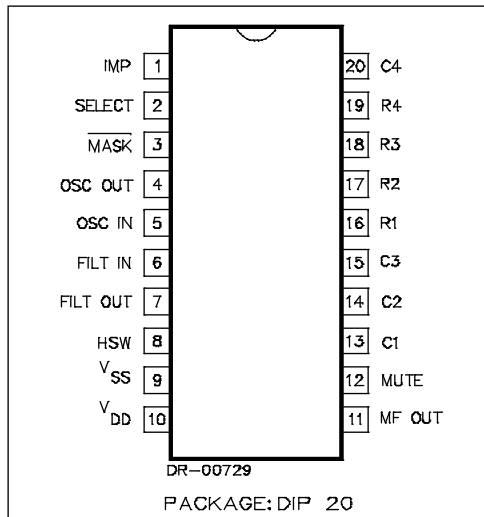 IMP 1 20 C4
SELECT 2 19 R4
MASK 3 18 R3
OSC OUT 4 17 R2
OSC IN 5 16 R1
FILT IN 6 15 C3
FILT OUT 7 14 C2
HSW 8 13 C1
VSS 9 12 MUTE
VDD 10 11 MF OUT
DR-00729
PACKAGE: DIP 20